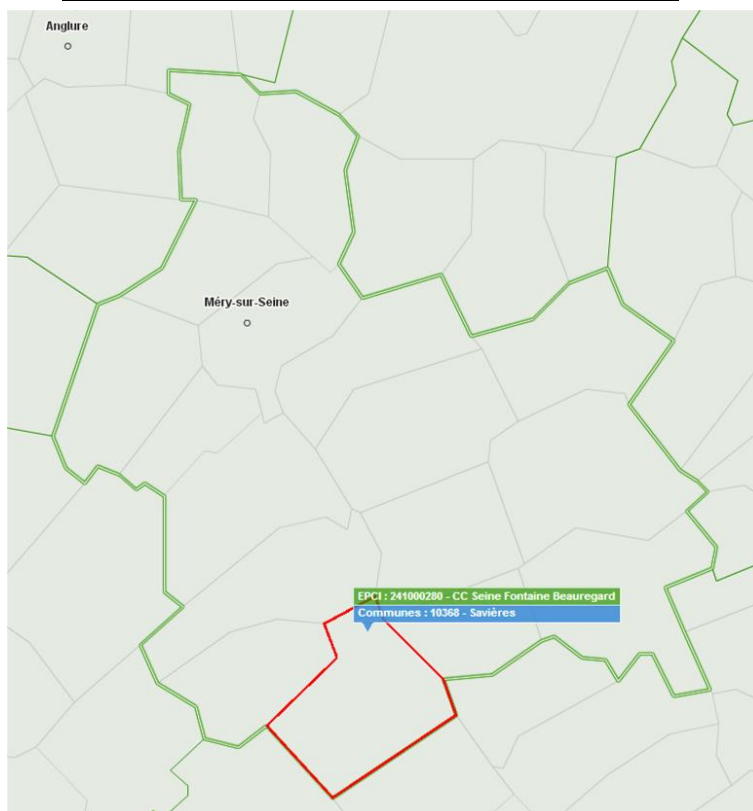 Anglure
Méry-sur-Seine
EPCI : 241000280 - CC Seine Fontaine Beauregard
Communes : 10368 - Savières